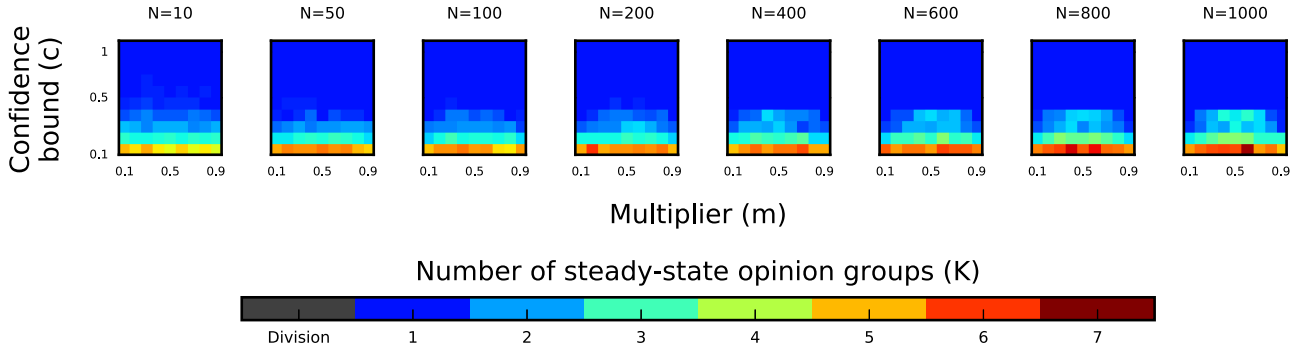 N=10 N=50 N=100 N=200 N=400 N=600 N=800 N=1000
Confidence
bound (c)
1
0.5
0.1
0.1 0.5 0.9 0.1 0.5 0.9 0.1 0.5 0.9 0.1 0.5 0.9 0.1 0.5 0.9 0.1 0.5 0.9 0.1 0.5 0.9 0.1 0.5 0.9
Multiplier (m)
Number of steady-state opinion groups (K)
Division 1 2 3 4 5 6 7